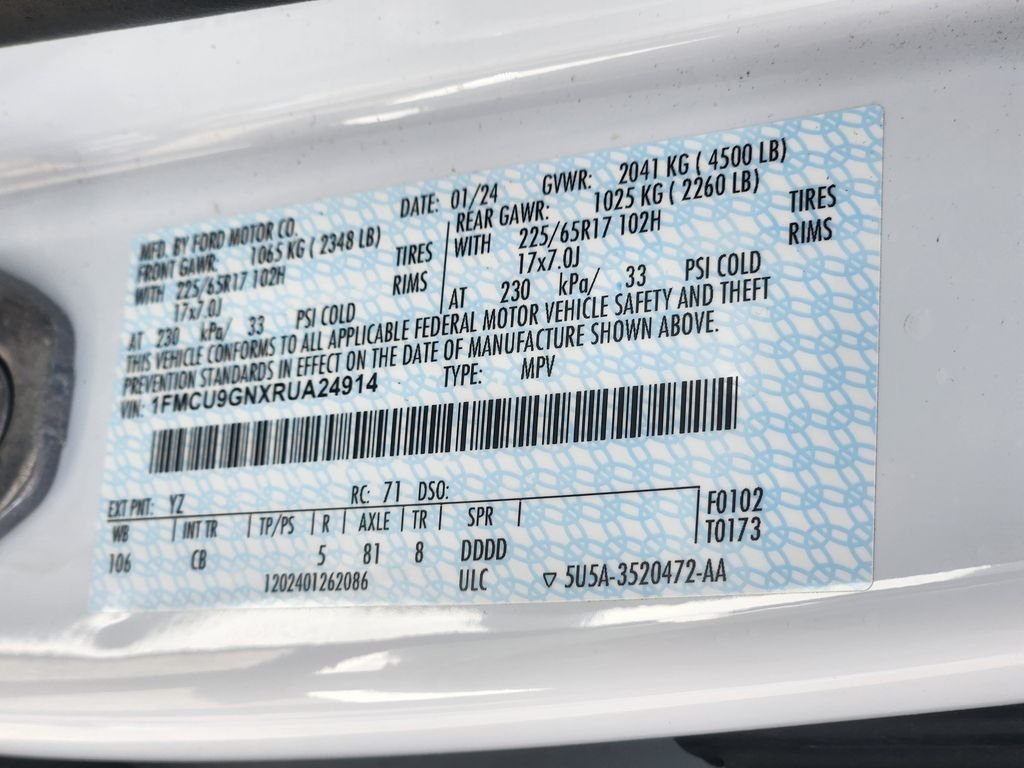 MFD. BY FORD MOTOR CO. DATE: 01/24 GVWR: 2041 KG ( 4500 LB)
FRONT GAWR: 1065 KG ( 2348 LB) REAR GAWR: 1025 KG ( 2260 LB)
WITH 225/65R17 102H TIRES WITH 225/65R17 102H TIRES
17x7.0J RIMS 17x7.0J RIMS
AT 230 kPa/ 33 PSI COLD AT 230 kPa/ 33 PSI COLD
THIS VEHICLE CONFORMS TO ALL APPLICABLE FEDERAL MOTOR VEHICLE SAFETY AND THEFT
PREVENTION STANDARDS IN EFFECT ON THE DATE OF MANUFACTURE SHOWN ABOVE.
VIN: 1FMCU9GNXRUA24914 TYPE: MPV
EXT PNT: YZ RC: 71 DSO: F0102
WB | INT TR | TP/PS | R | AXLE | TR | SPR | T0173
106 CB 5 81 8 DDDD
1202401262086 ULC ▽ 5U5A-3520472-AA